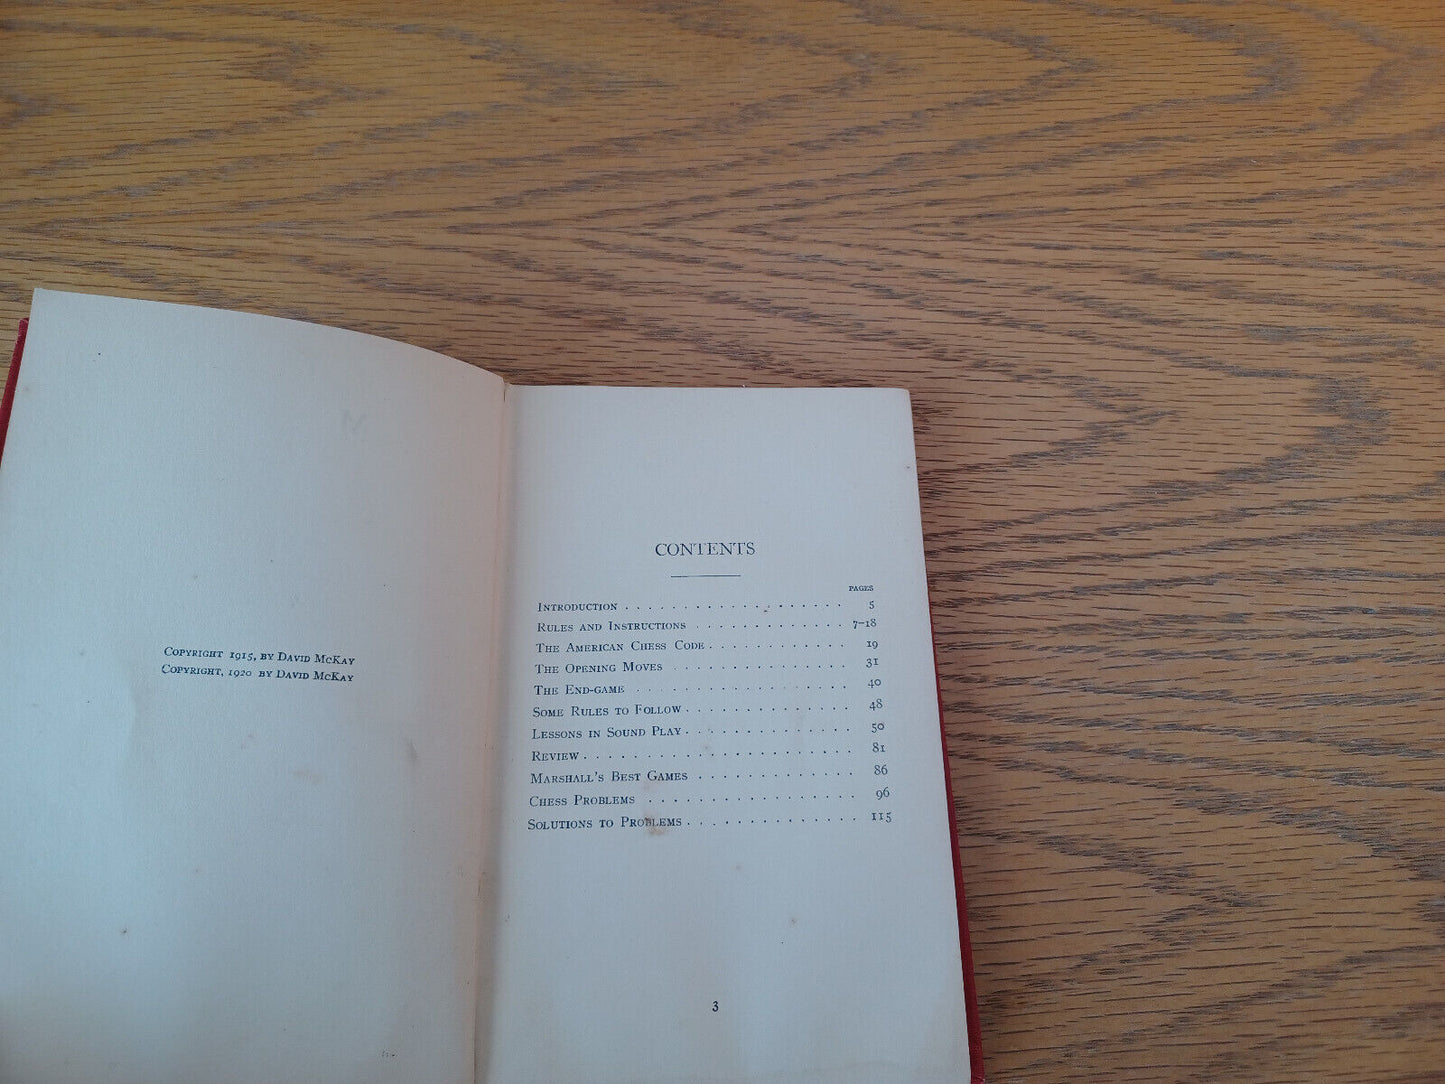 Copyright 1915, by David McKay
Copyright, 1920 by David McKay
CONTENTS
PAGES
Introduction . . . . . . . . . . . . . . . . . . . 5
Rules and Instructions . . . . . . . . . . . . . 7–18
The American Chess Code . . . . . . . . . . . . 19
The Opening Moves . . . . . . . . . . . . . . . 31
The End-game . . . . . . . . . . . . . . . . . . 40
Some Rules to Follow . . . . . . . . . . . . . . 48
Lessons in Sound Play . . . . . . . . . . . . . . 50
Review . . . . . . . . . . . . . . . . . . . . . 81
Marshall's Best Games . . . . . . . . . . . . . 86
Chess Problems . . . . . . . . . . . . . . . . . 96
Solutions to Problems . . . . . . . . . . . . . . 115
3